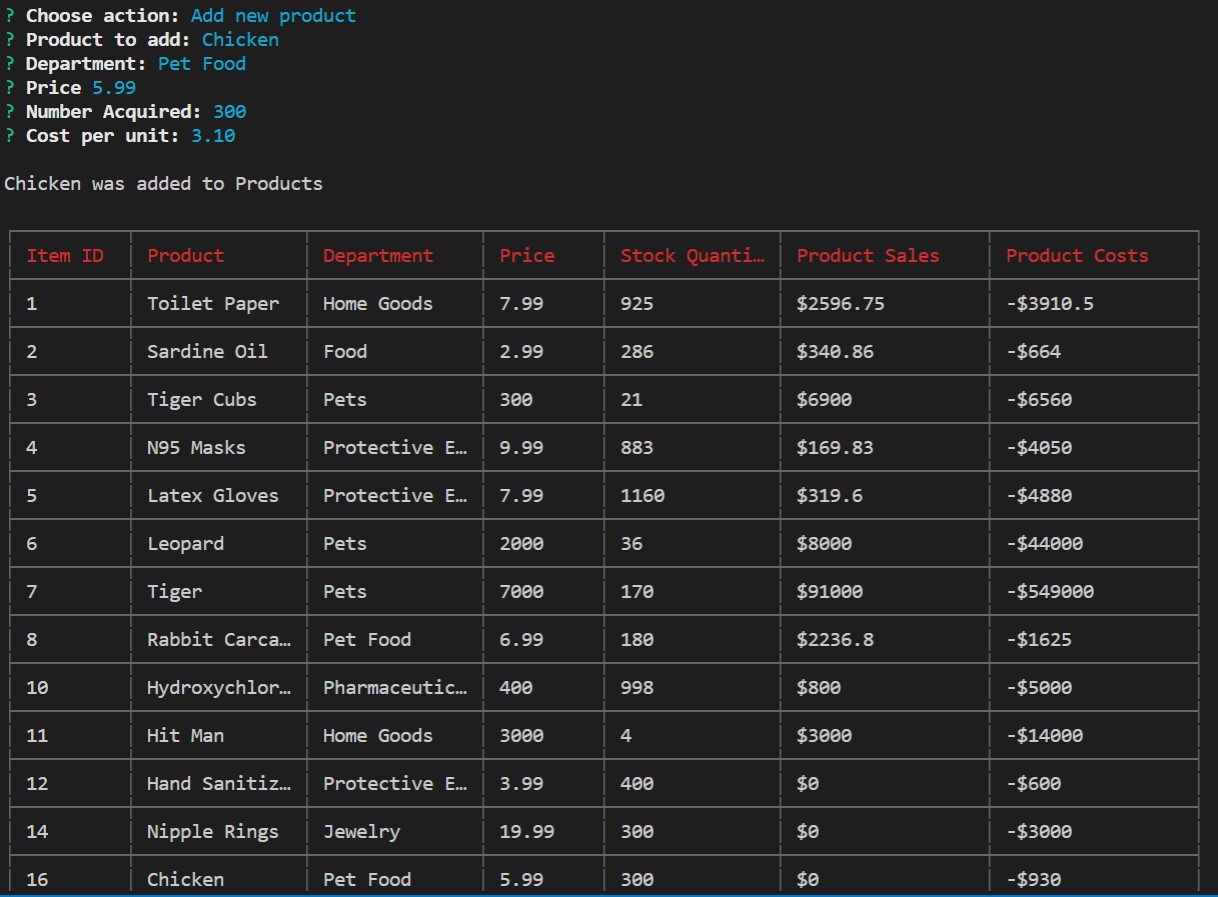 ? Choose action: Add new product
? Product to add: Chicken
? Department: Pet Food
? Price 5.99
? Number Acquired: 300
? Cost per unit: 3.10
Chicken was added to Products
Item ID Product Department Price Stock Quanti… Product Sales Product Costs
1 Toilet Paper Home Goods 7.99 925 $2596.75 -$3910.5
2 Sardine Oil Food 2.99 286 $340.86 -$664
3 Tiger Cubs Pets 300 21 $6900 -$6560
4 N95 Masks Protective E… 9.99 883 $169.83 -$4050
5 Latex Gloves Protective E… 7.99 1160 $319.6 -$4880
6 Leopard Pets 2000 36 $8000 -$44000
7 Tiger Pets 7000 170 $91000 -$549000
8 Rabbit Carca… Pet Food 6.99 180 $2236.8 -$1625
10 Hydroxychlor… Pharmaceutic… 400 998 $800 -$5000
11 Hit Man Home Goods 3000 4 $3000 -$14000
12 Hand Sanitiz… Protective E… 3.99 400 $0 -$600
14 Nipple Rings Jewelry 19.99 300 $0 -$3000
16 Chicken Pet Food 5.99 300 $0 -$930